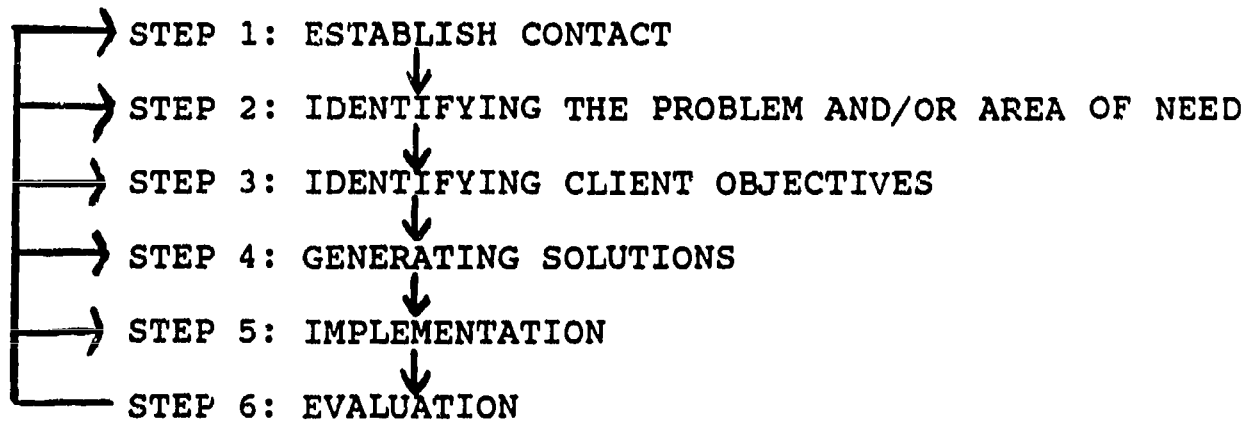 STEP 1: ESTABLISH CONTACT
STEP 2: IDENTIFYING THE PROBLEM AND/OR AREA OF NEED
STEP 3: IDENTIFYING CLIENT OBJECTIVES
STEP 4: GENERATING SOLUTIONS
STEP 5: IMPLEMENTATION
STEP 6: EVALUATION